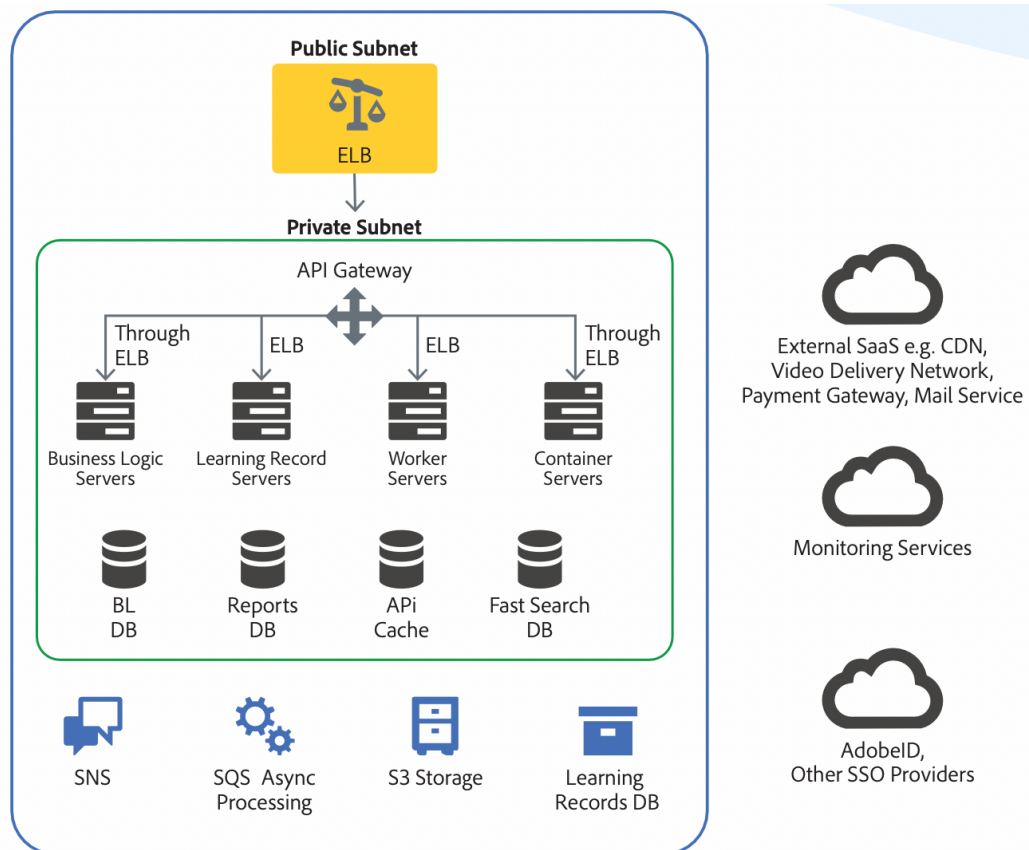 Public Subnet
ELB
Private Subnet
API Gateway
Through
ELB
ELB
ELB
Through
ELB
Business Logic
Servers
Learning Record
Servers
Worker
Servers
Container
Servers
BL
DB
Reports
DB
APi
Cache
Fast Search
DB
SNS
SQS Async
Processing
S3 Storage
Learning
Records DB
External SaaS e.g. CDN,
Video Delivery Network,
Payment Gateway, Mail Service
Monitoring Services
AdobeID,
Other SSO Providers